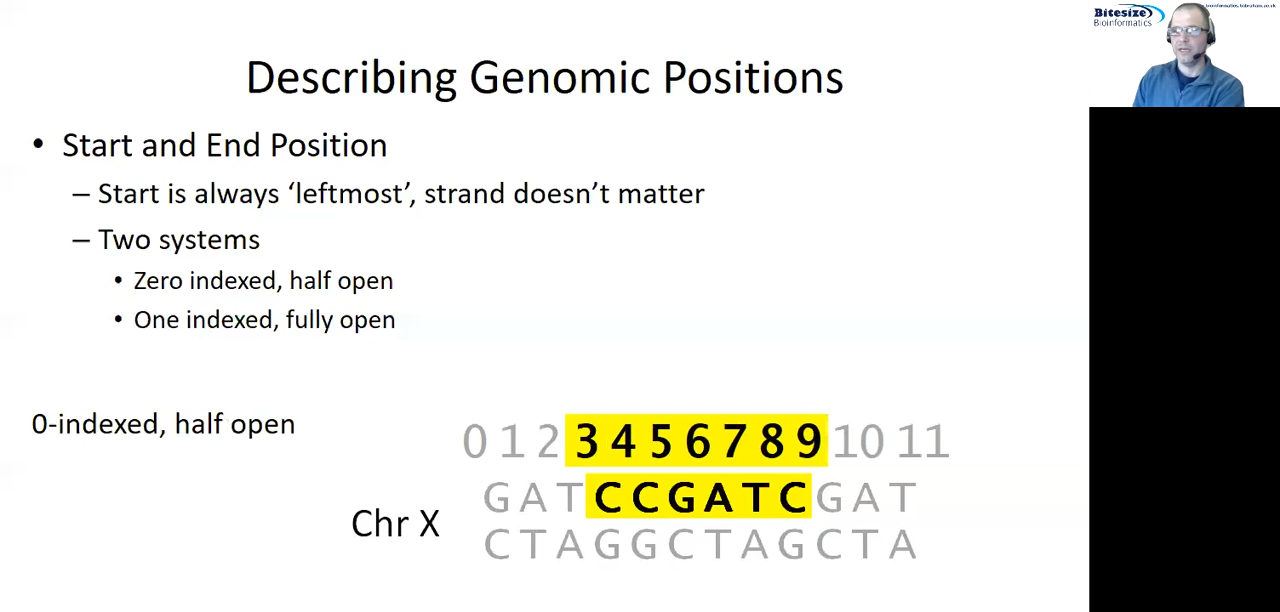 Bitesize
Bioinformatics
Describing Genomic Positions
• Start and End Position
– Start is always ‘leftmost’, strand doesn’t matter
– Two systems
• Zero indexed, half open
• One indexed, fully open
0-indexed, half open
0 1 2 3 4 5 6 7 8 9 10 11
G A T C C G A T C G A T
Chr X
C T A G G C T A G C T A